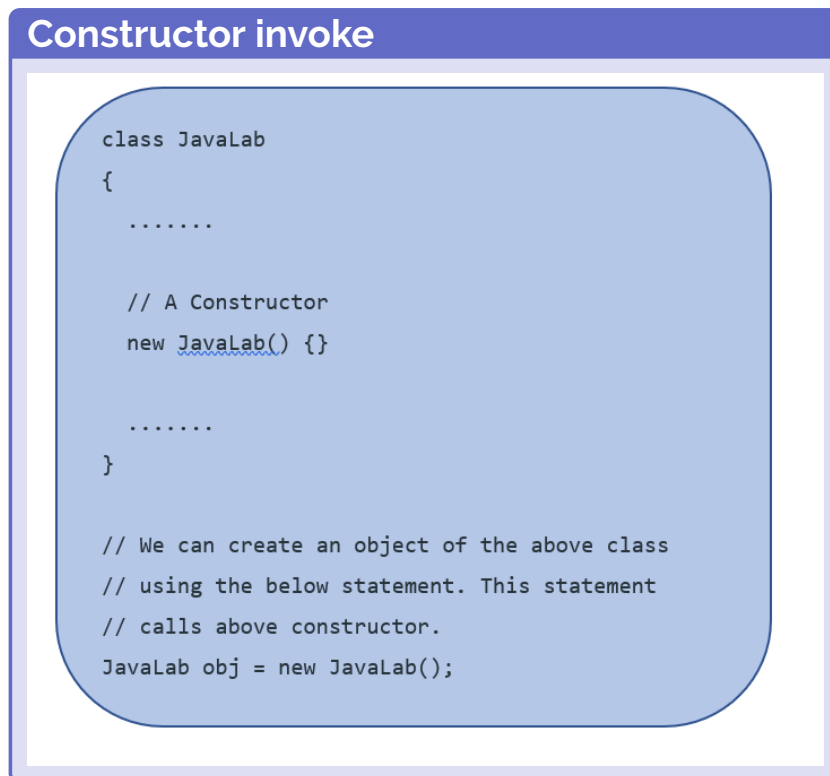 Constructor invoke
class JavaLab
{
.......
// A Constructor
new JavaLab() {}
.......
}
// We can create an object of the above class
// using the below statement. This statement
// calls above constructor.
JavaLab obj = new JavaLab();